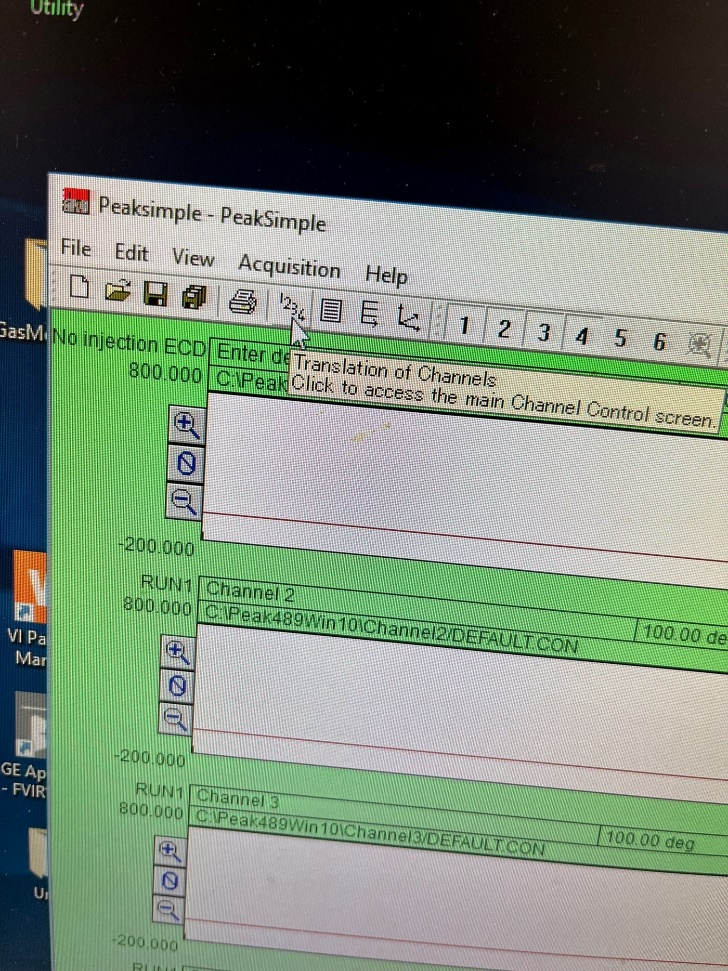 Utility
Peaksimple - PeakSimple
File Edit View Acquisition Help
1234 1 2 3 4 5 6
No injection ECD Enter de
Translation of Channels
800.000 C:\Peak
Click to access the main Channel Control screen.
-200.000
RUN1 Channel 2
800.000 C:\Peak489Win10\Channel2/DEFAULT.CON 100.00 de
-200.000
VI Pa
Mar
RUN1 Channel 3
GE Ap
800.000 C:\Peak489Win10\Channel3/DEFAULT.CON 100.00 deg
- FVIR
-200.000
RUN1